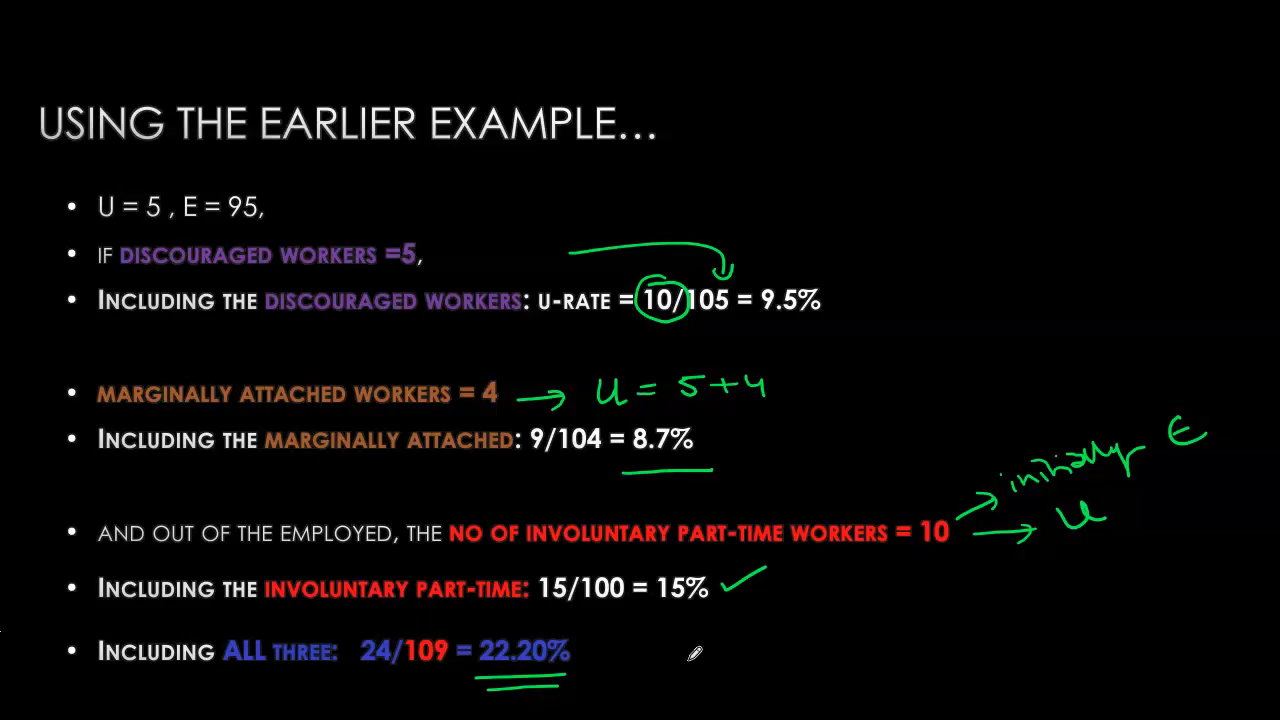 USING THE EARLIER EXAMPLE…
• U = 5 , E = 95,
• IF DISCOURAGED WORKERS =5,
• INCLUDING THE DISCOURAGED WORKERS: U-RATE = 10/105 = 9.5%
• MARGINALLY ATTACHED WORKERS = 4 → U = 5+4
• INCLUDING THE MARGINALLY ATTACHED: 9/104 = 8.7%
→ initially E
• AND OUT OF THE EMPLOYED, THE NO OF INVOLUNTARY PART-TIME WORKERS = 10 → U
• INCLUDING THE INVOLUNTARY PART-TIME: 15/100 = 15% ✓
• INCLUDING ALL THREE: 24/109 = 22.20%